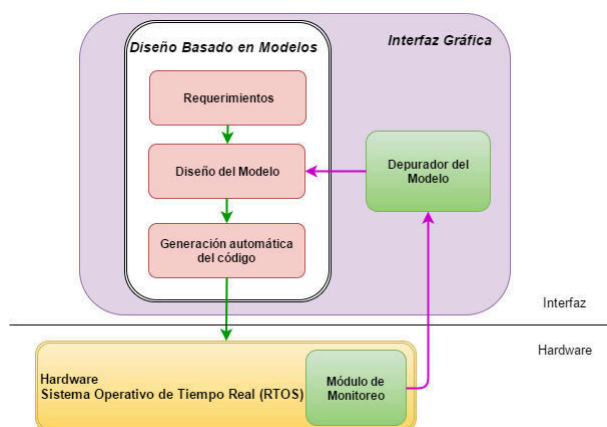 Diseño Basado en Modelos
Interfaz Gráfica
Requerimientos
Diseño del Modelo
Depurador del
Modelo
Generación automática
del código
Interfaz
Hardware
Hardware
Sistema Operativo de Tiempo Real (RTOS)
Módulo de
Monitoreo